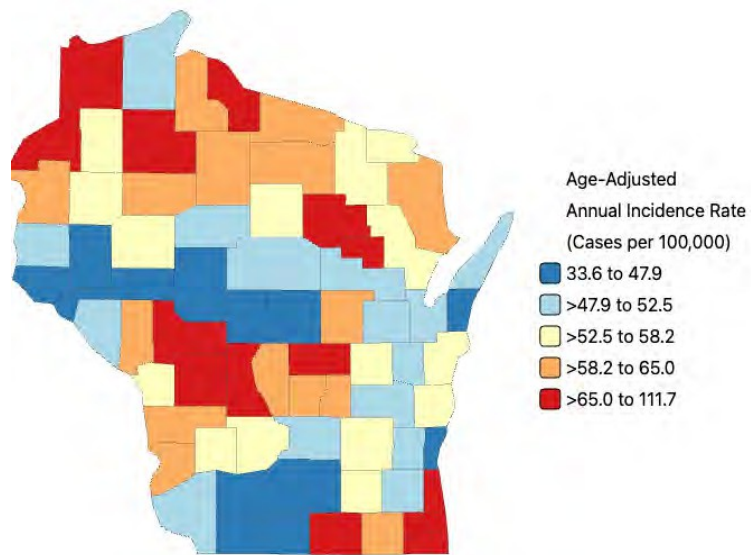 Age-Adjusted
Annual Incidence Rate
(Cases per 100,000)
33.6 to 47.9
>47.9 to 52.5
>52.5 to 58.2
>58.2 to 65.0
>65.0 to 111.7